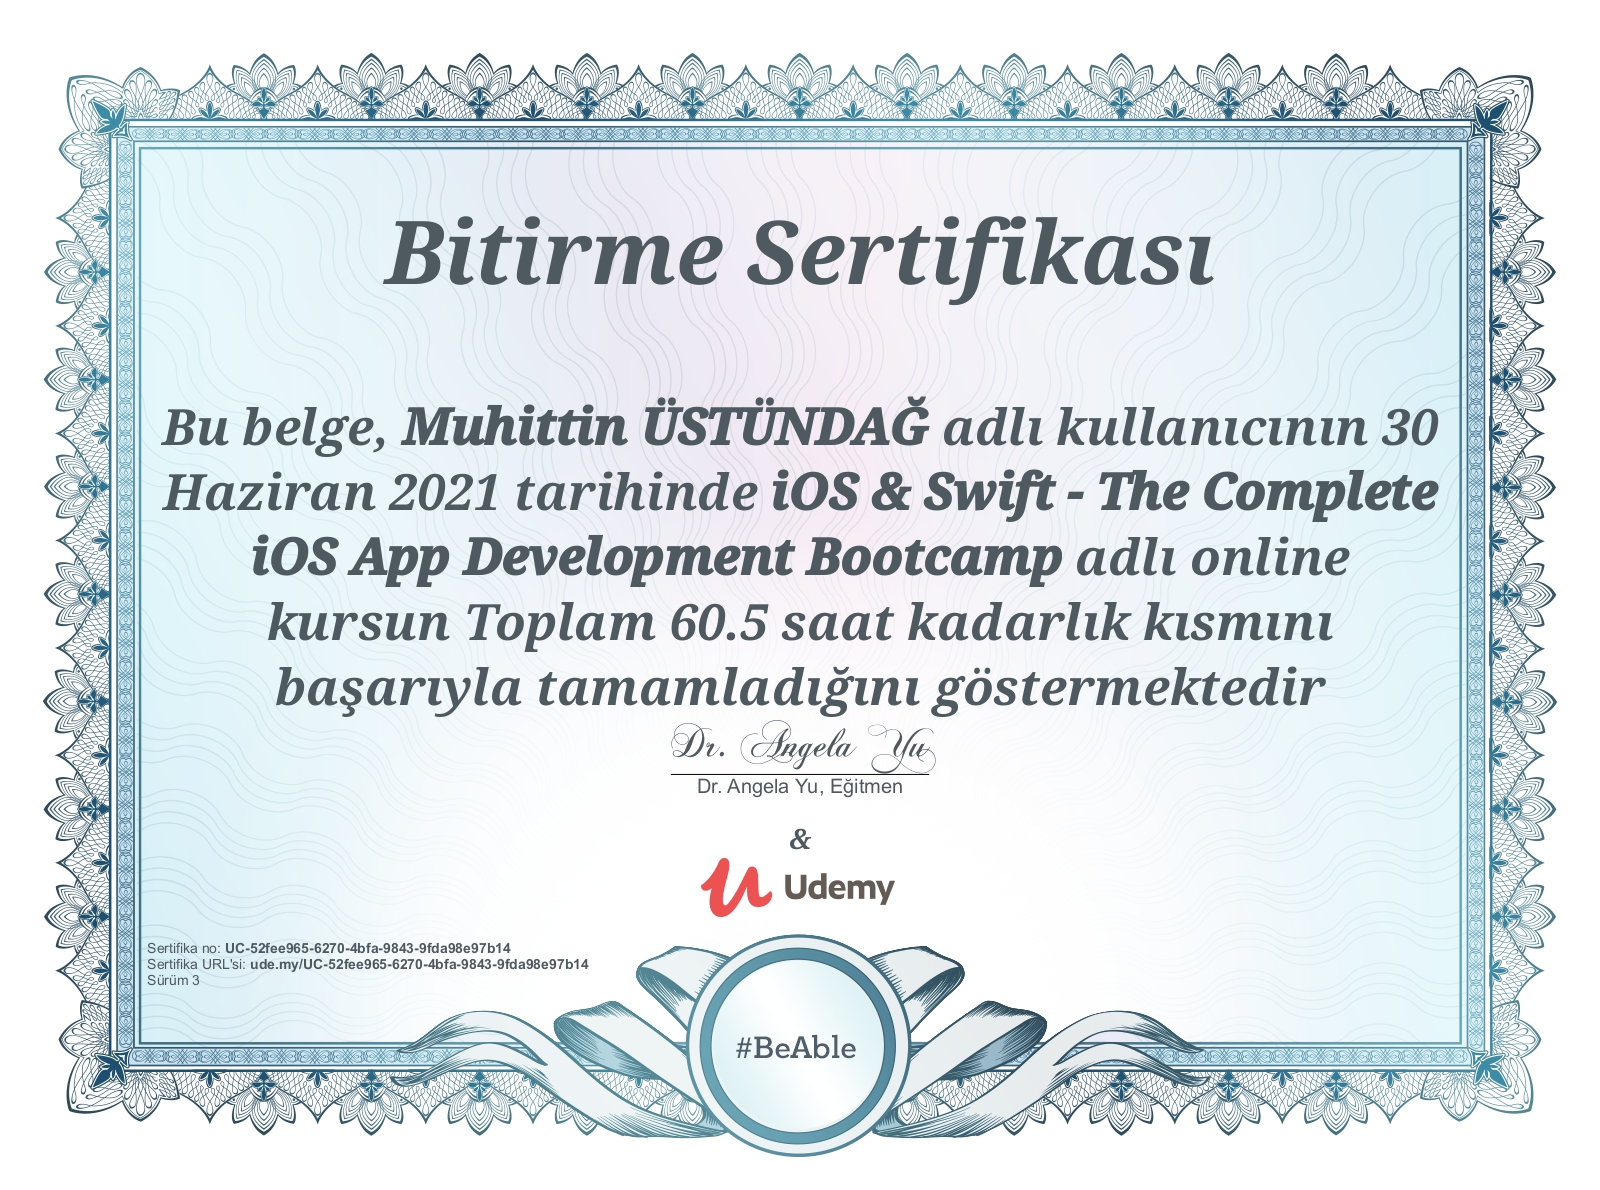 Bitirme Sertifikası
Bu belge, Muhittin ÜSTÜNDAĞ adlı kullanıcının 30
Haziran 2021 tarihinde iOS & Swift - The Complete
iOS App Development Bootcamp adlı online
kursun Toplam 60.5 saat kadarlık kısmını
başarıyla tamamladığını göstermektedir
Dr. Angela Yu
Dr. Angela Yu, Eğitmen
&
Udemy
Sertifika no: UC-52fee965-6270-4bfa-9843-9fda98e97b14
Sertifika URL'si: ude.my/UC-52fee965-6270-4bfa-9843-9fda98e97b14
Sürüm 3
#BeAble